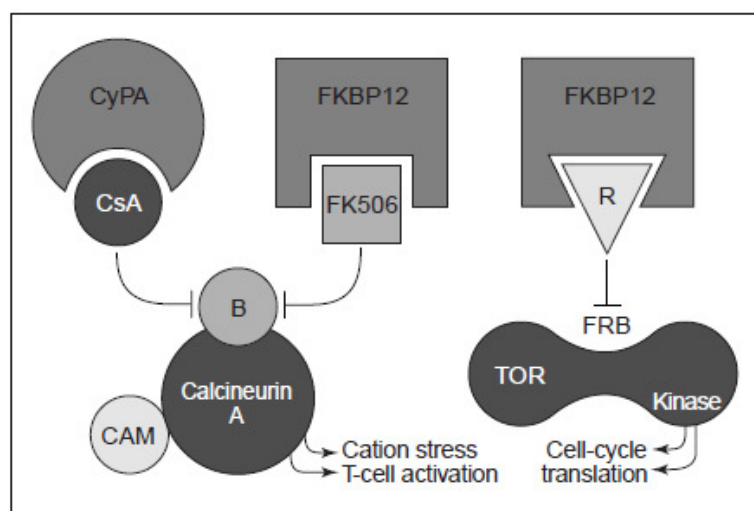 CyPA
CsA
FKBP12
FK506
FKBP12
R
B
Calcineurin
A
CAM
Cation stress
T-cell activation
FRB
TOR
Kinase
Cell-cycle
translation